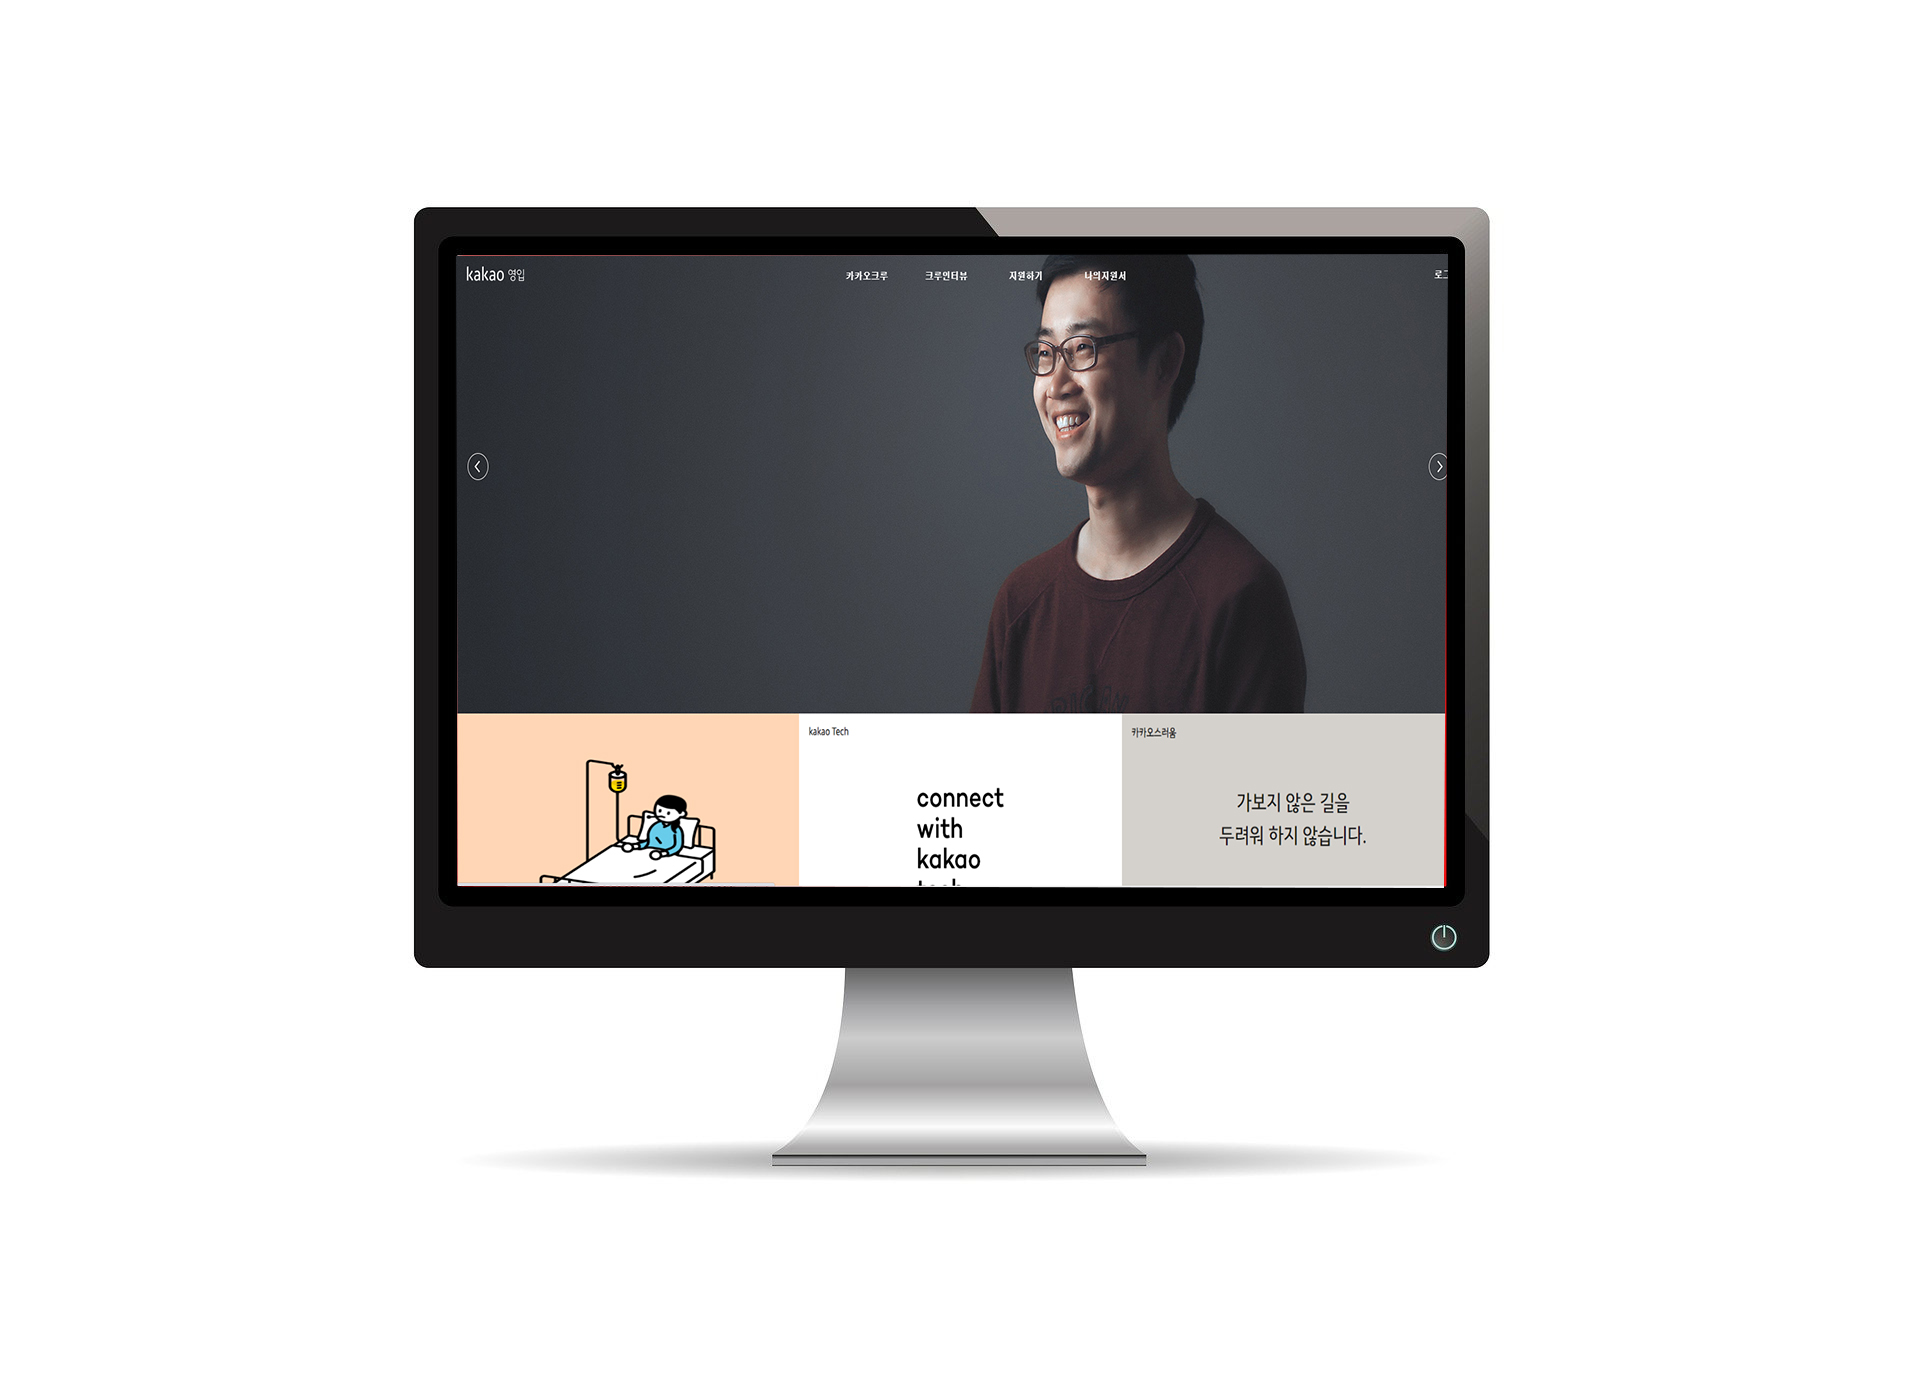 kakao 영입
카카오크루 크루인터뷰 지원하기 나의지원서 로그
kakao Tech
connect
with
kakao
tech
카카오스러움
가보지 않은 길을
두려워 하지 않습니다.